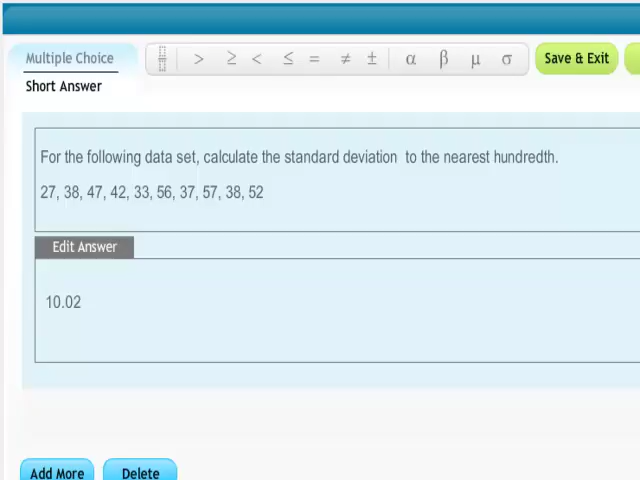 Multiple Choice
> ≥ < ≤ = ≠ ± α β μ σ
Save & Exit
Short Answer
For the following data set, calculate the standard deviation to the nearest hundredth.
27, 38, 47, 42, 33, 56, 37, 57, 38, 52
Edit Answer
10.02
Add More
Delete